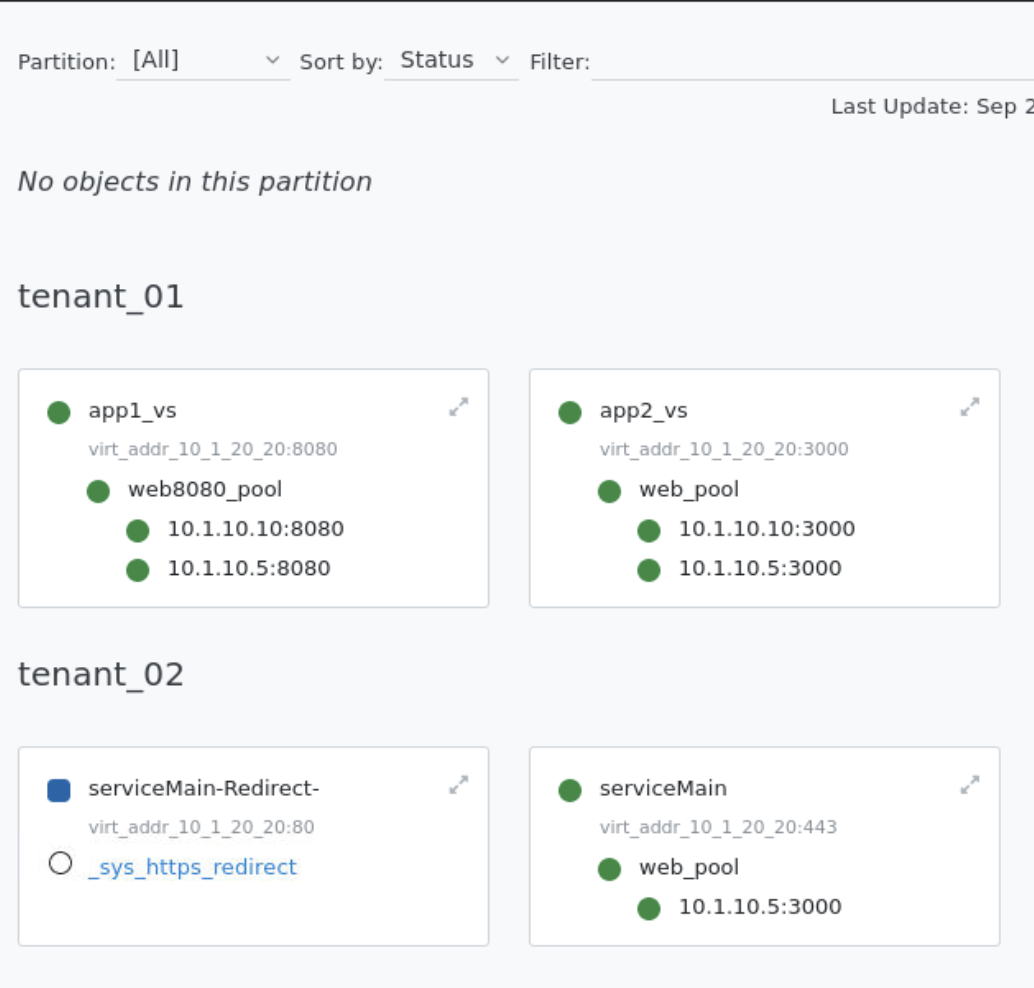 Partition: [All] Sort by: Status Filter:
Last Update: Sep 2
No objects in this partition
tenant_01
app1_vs
virt_addr_10_1_20_20:8080
web8080_pool
10.1.10.10:8080
10.1.10.5:8080
app2_vs
virt_addr_10_1_20_20:3000
web_pool
10.1.10.10:3000
10.1.10.5:3000
tenant_02
serviceMain-Redirect-
virt_addr_10_1_20_20:80
_sys_https_redirect
serviceMain
virt_addr_10_1_20_20:443
web_pool
10.1.10.5:3000